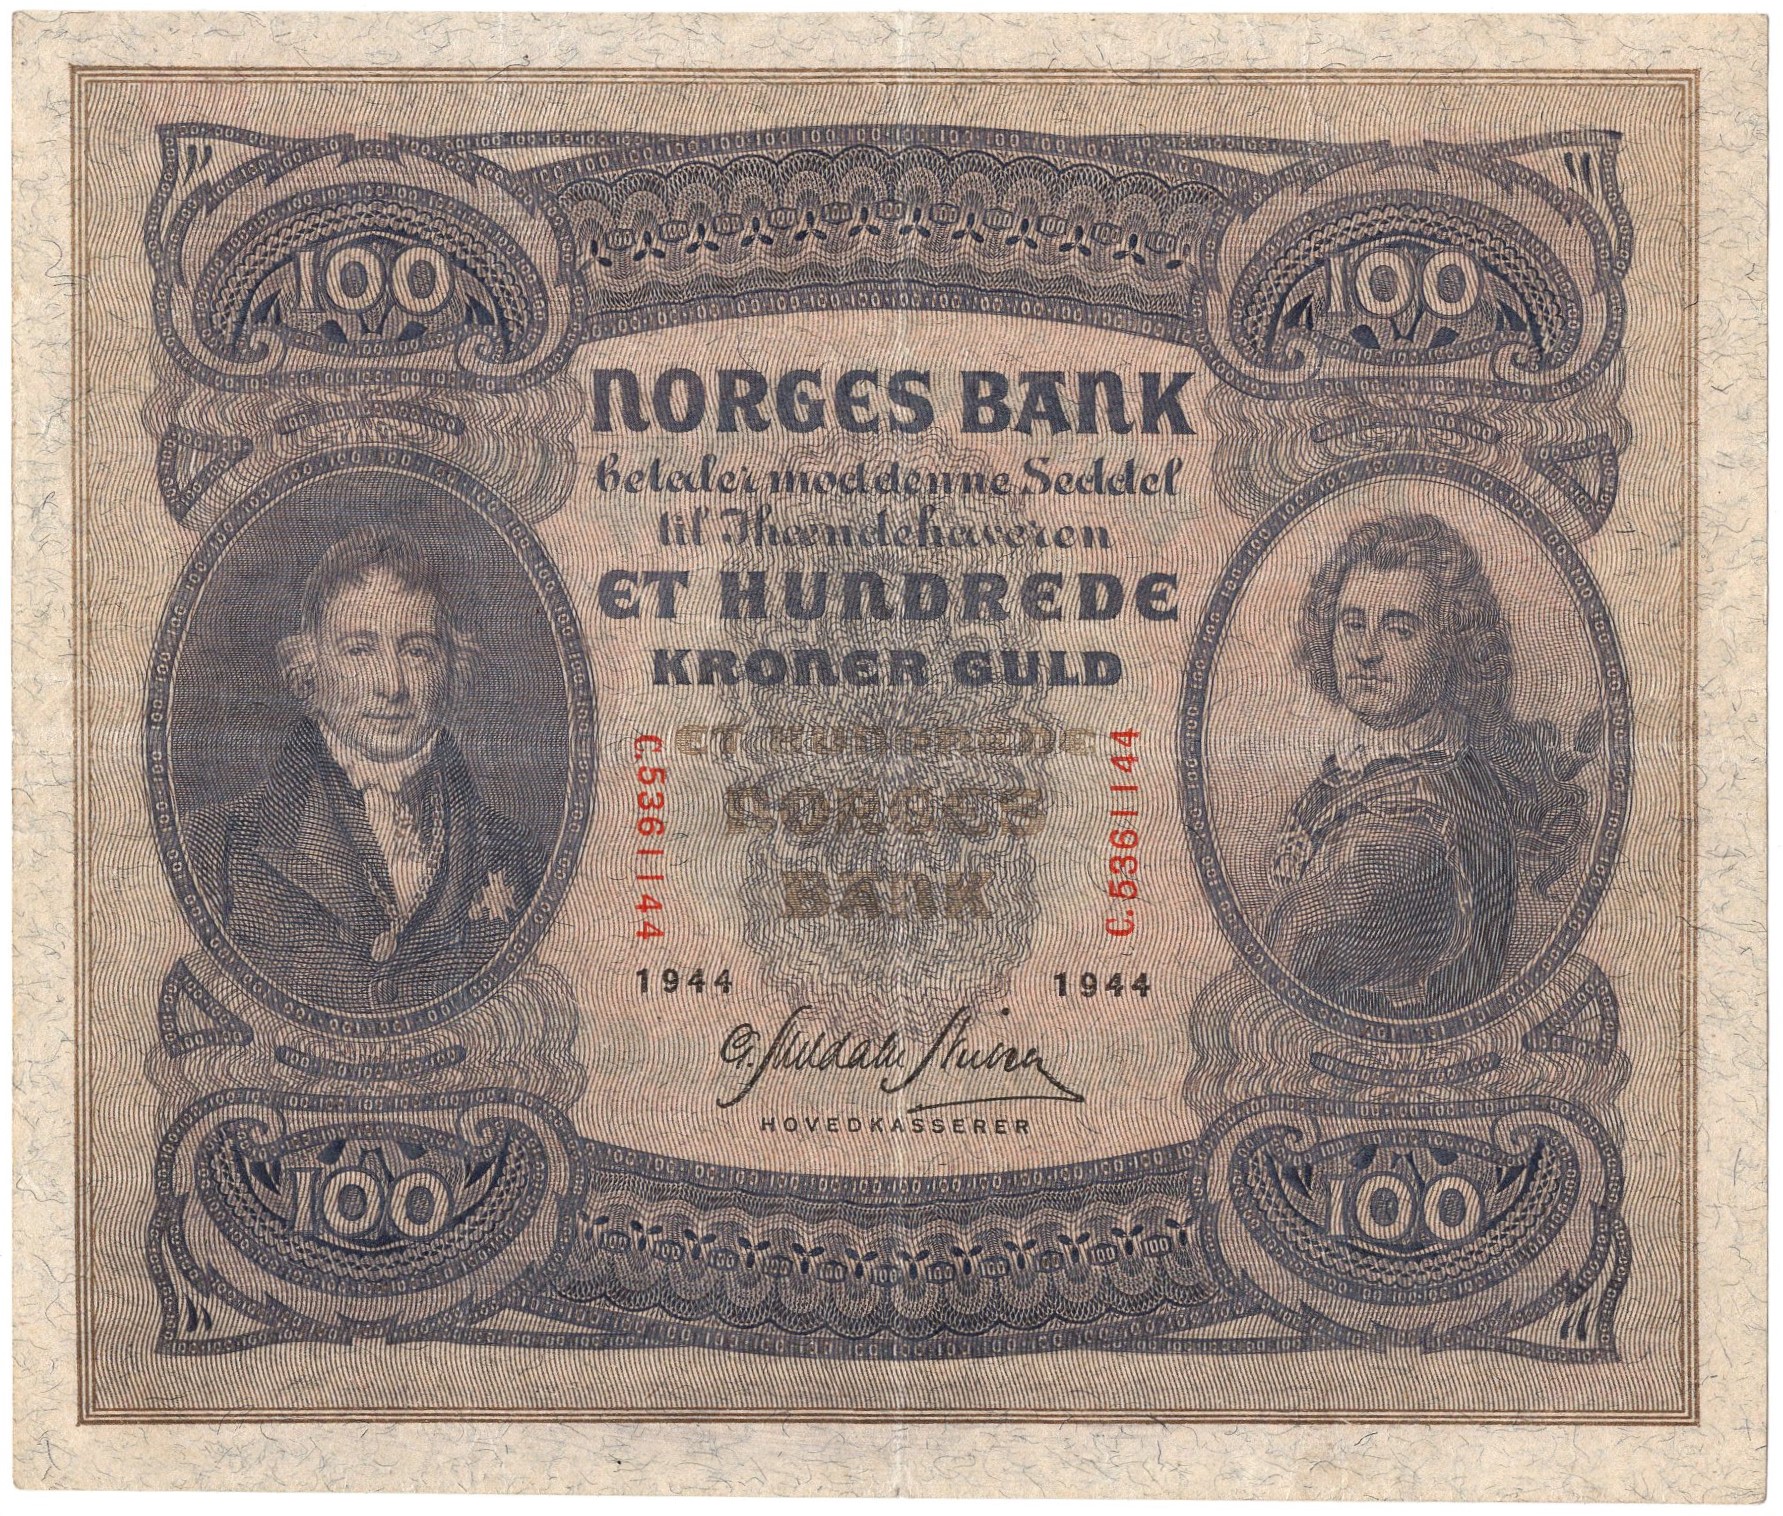 100 100
NORGES BANK
betaler mod denne Seddel
til Ihændehaveren
ET HUNDREDE
KRONER GULD
ET HUNDREDE
NORGES
BANK
C.5361144 C.5361144
1944 1944
HOVEDKASSERER
100 100